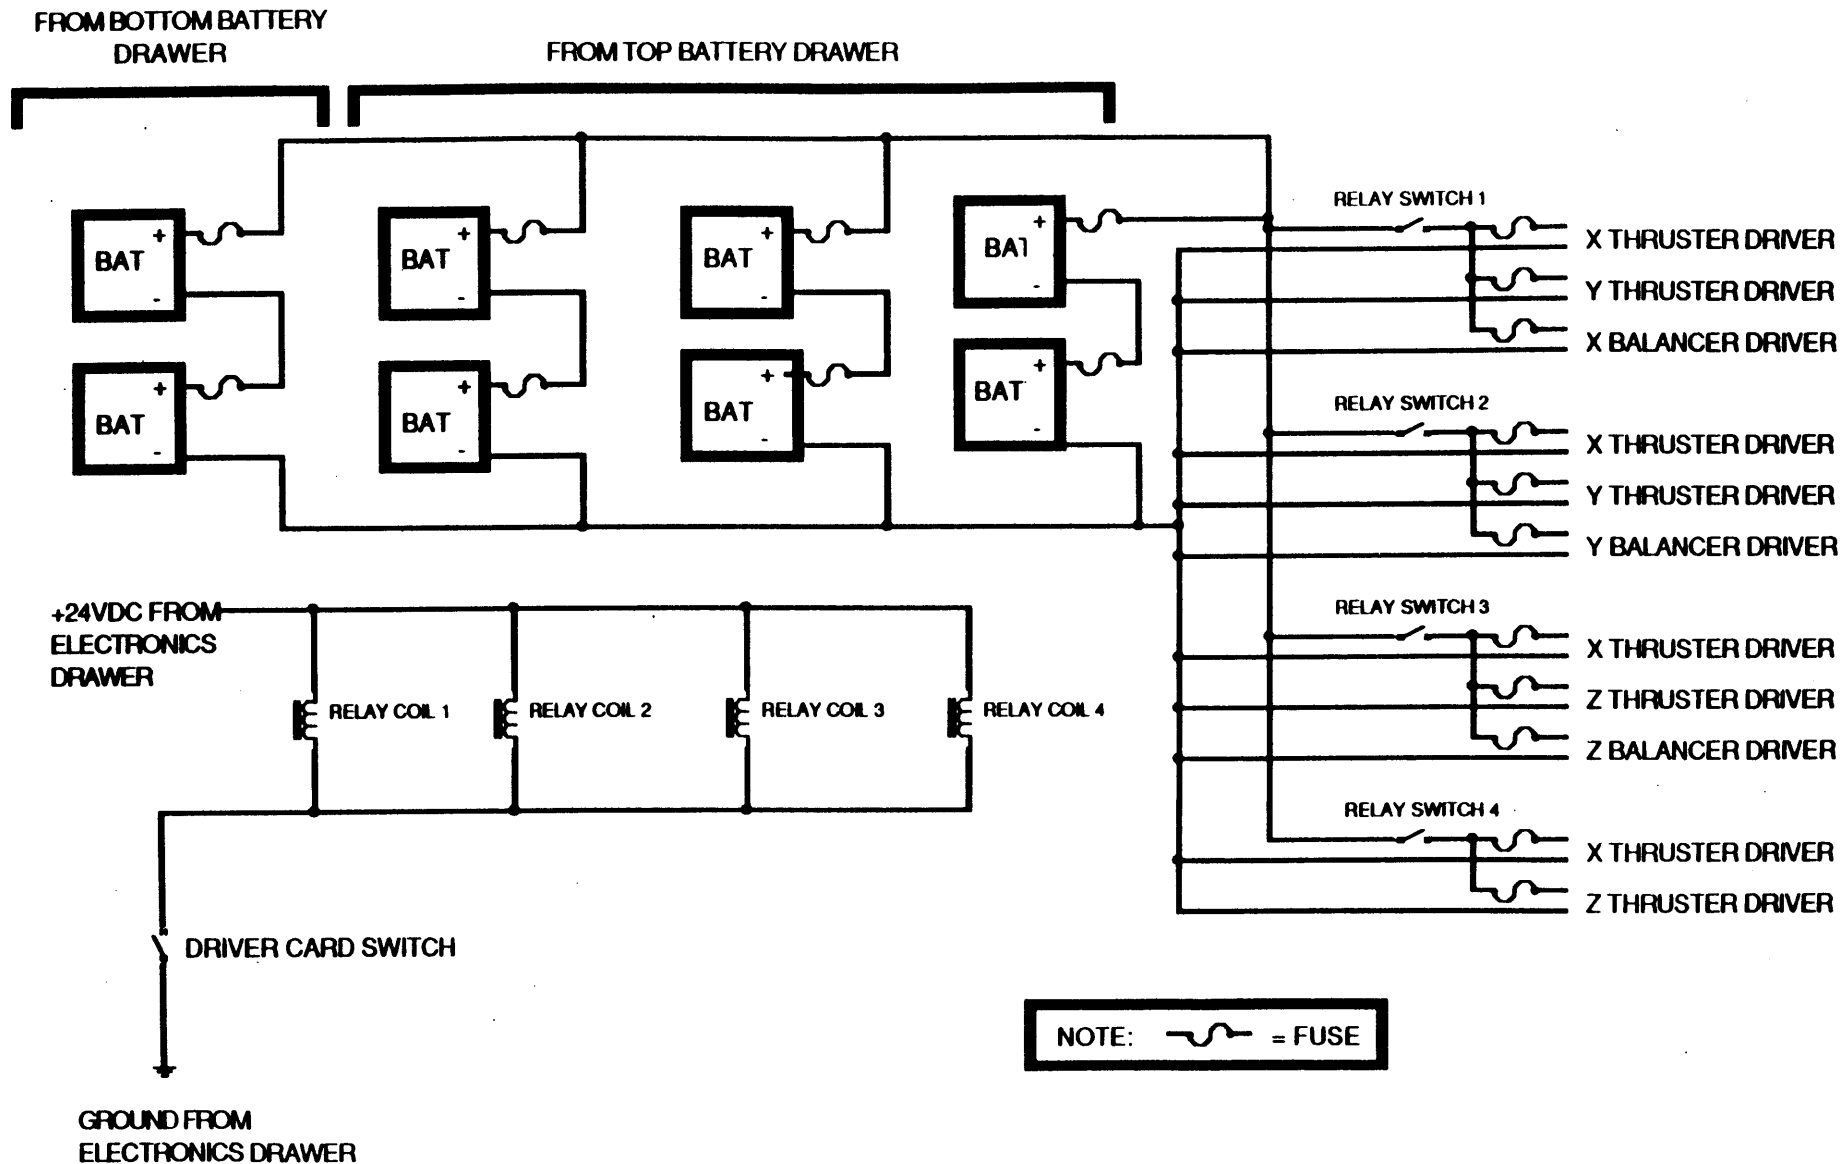 FROM BOTTOM BATTERY
DRAWER
FROM TOP BATTERY DRAWER
+
BAT
-
+
BAT
-
+
BAT
-
+
BAT
-
+
BAT
-
+
BAT
-
+
BAT
-
+
BAT
-
RELAY SWITCH 1
X THRUSTER DRIVER
Y THRUSTER DRIVER
X BALANCER DRIVER
RELAY SWITCH 2
X THRUSTER DRIVER
Y THRUSTER DRIVER
Y BALANCER DRIVER
RELAY SWITCH 3
X THRUSTER DRIVER
Z THRUSTER DRIVER
Z BALANCER DRIVER
RELAY SWITCH 4
X THRUSTER DRIVER
Z THRUSTER DRIVER
+24VDC FROM
ELECTRONICS
DRAWER
RELAY COIL 1
RELAY COIL 2
RELAY COIL 3
RELAY COIL 4
DRIVER CARD SWITCH
GROUND FROM
ELECTRONICS DRAWER
NOTE: = FUSE